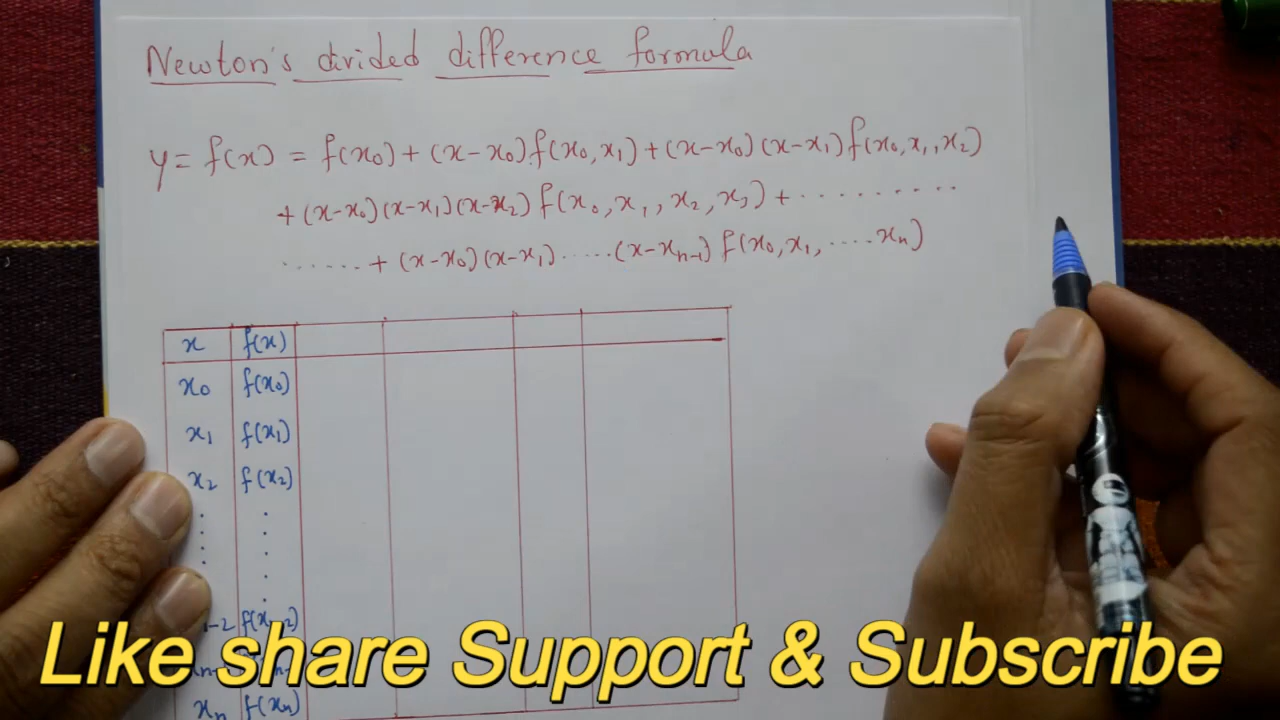 Newton's divided difference formula
y = f(x) = f(x₀) + (x-x₀) f(x₀, x₁) + (x-x₀) (x-x₁) f(x₀, x₁, x₂)
+ (x-x₀) (x-x₁) (x-x₂) f(x₀, x₁, x₂, x₃) + ..........
...... + (x-x₀) (x-x₁) ..... (x-xₙ₋₁) f(x₀, x₁, .... xₙ)
x f(x)
x₀ f(x₀)
x₁ f(x₁)
x₂ f(x₂)
Like share Support & Subscribe
xₙ f(xₙ)